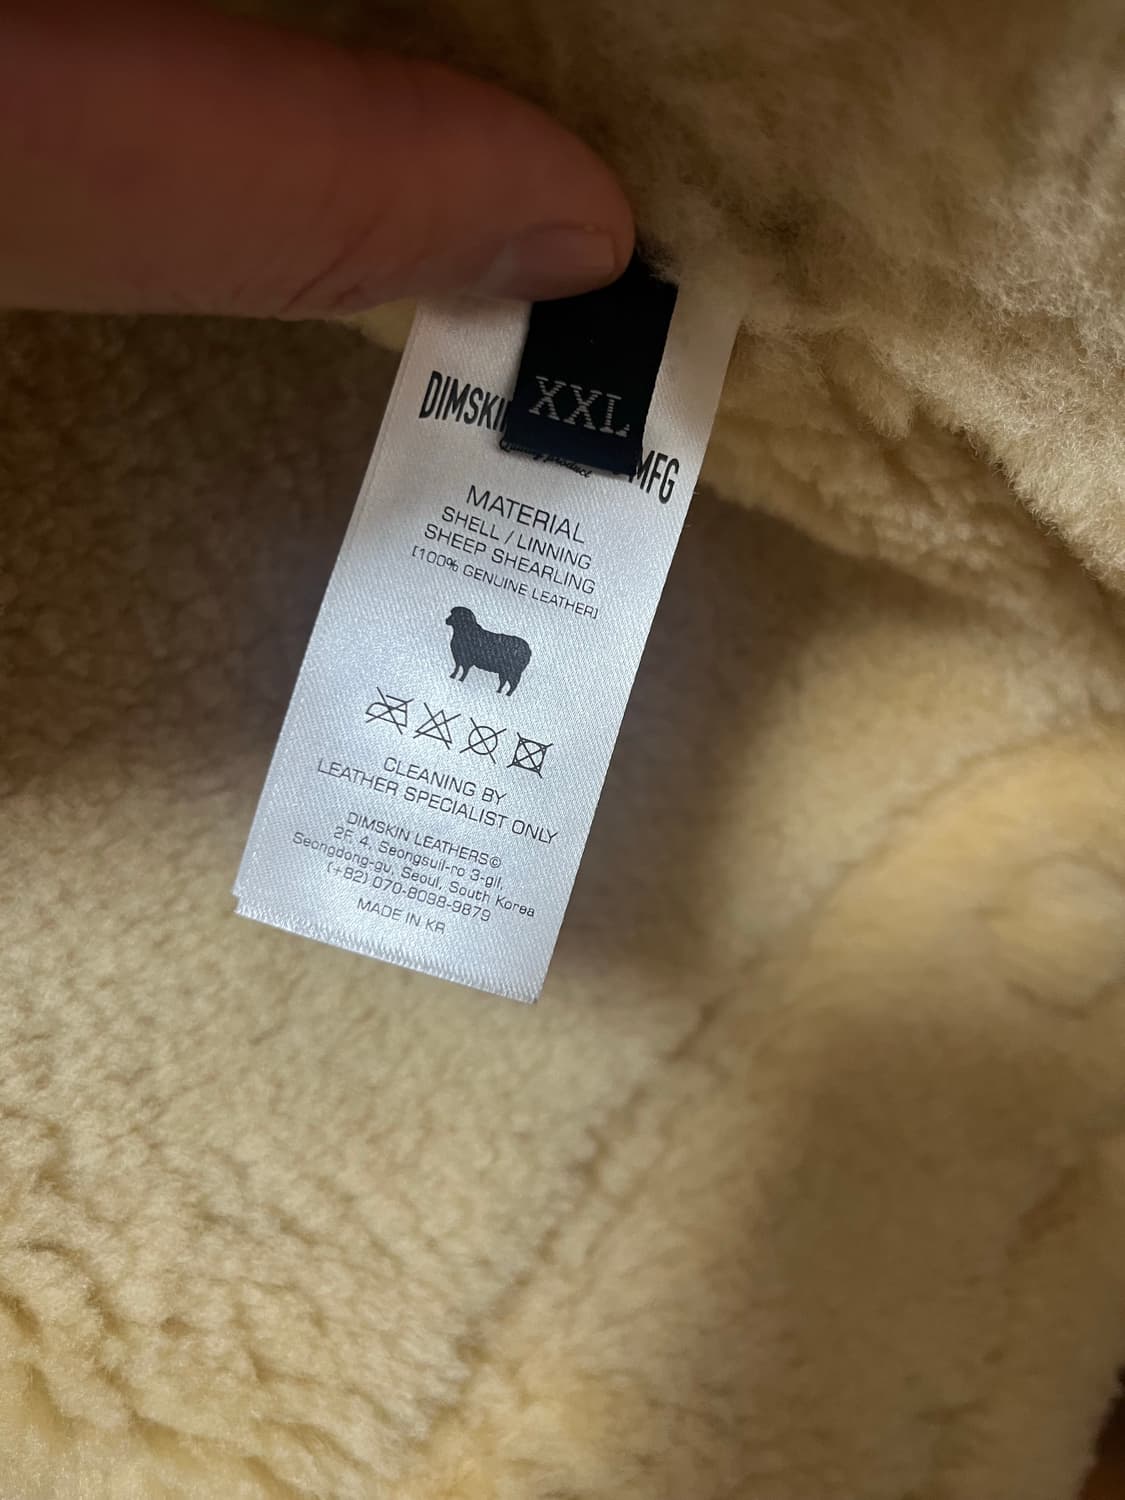 XXL
DIMSKIN MFG
product
MATERIAL
SHELL / LINNING
SHEEP SHEARLING
[100% GENUINE LEATHER]
CLEANING BY
LEATHER SPECIALIST ONLY
DIMSKIN LEATHERS©
2F, 4, Seongsuil-ro 3-gil,
Seongdong-gu, Seoul, South Korea
(+82) 070-8098-9879
MADE IN KR